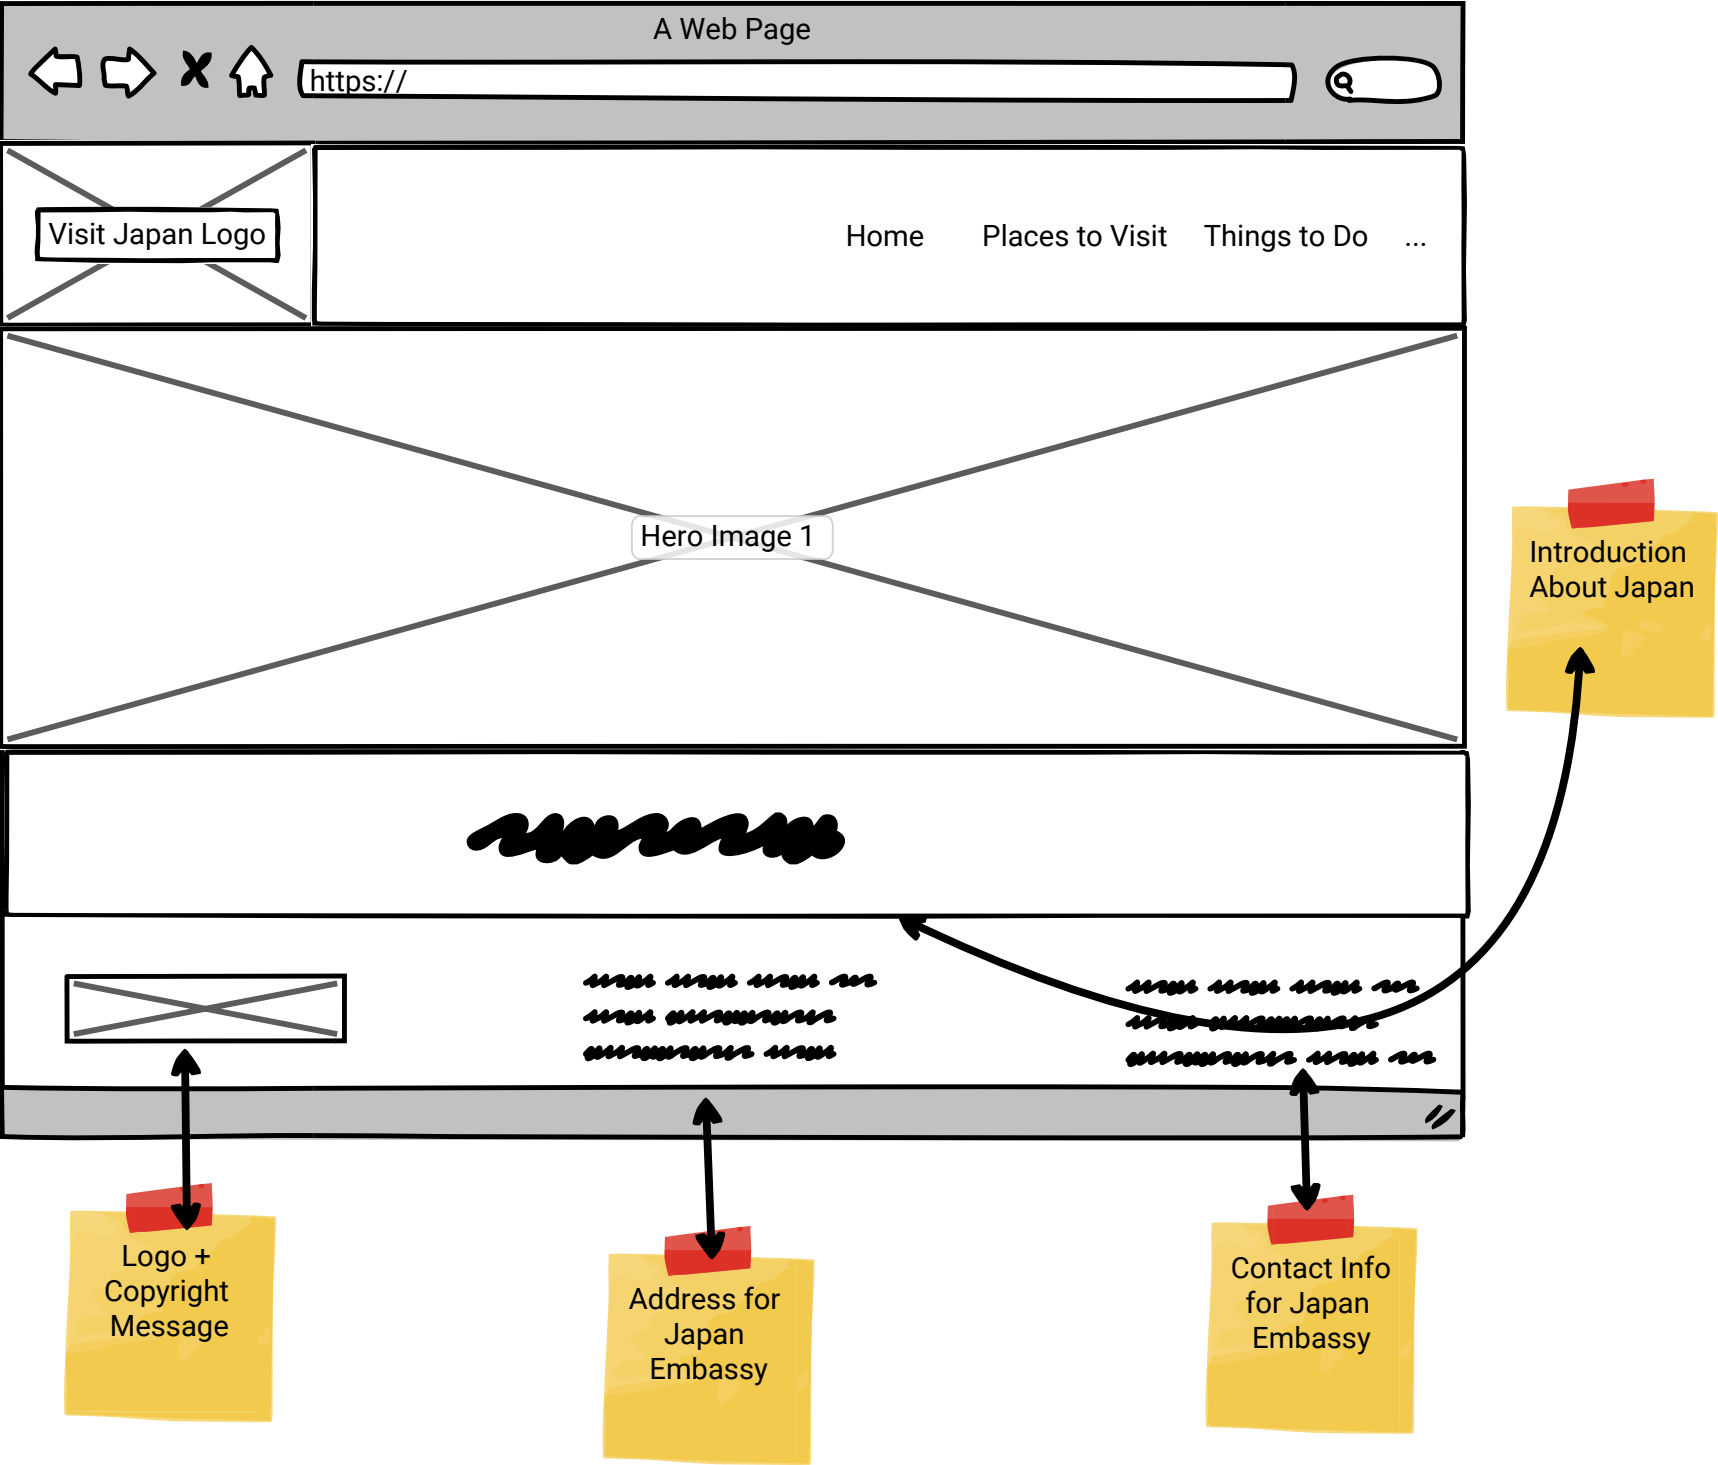 A Web Page
https://
Visit Japan Logo
Home
Places to Visit
Things to Do
...
Hero Image 1
Introduction
About Japan
Logo +
Copyright
Message
Address for
Japan
Embassy
Contact Info
for Japan
Embassy